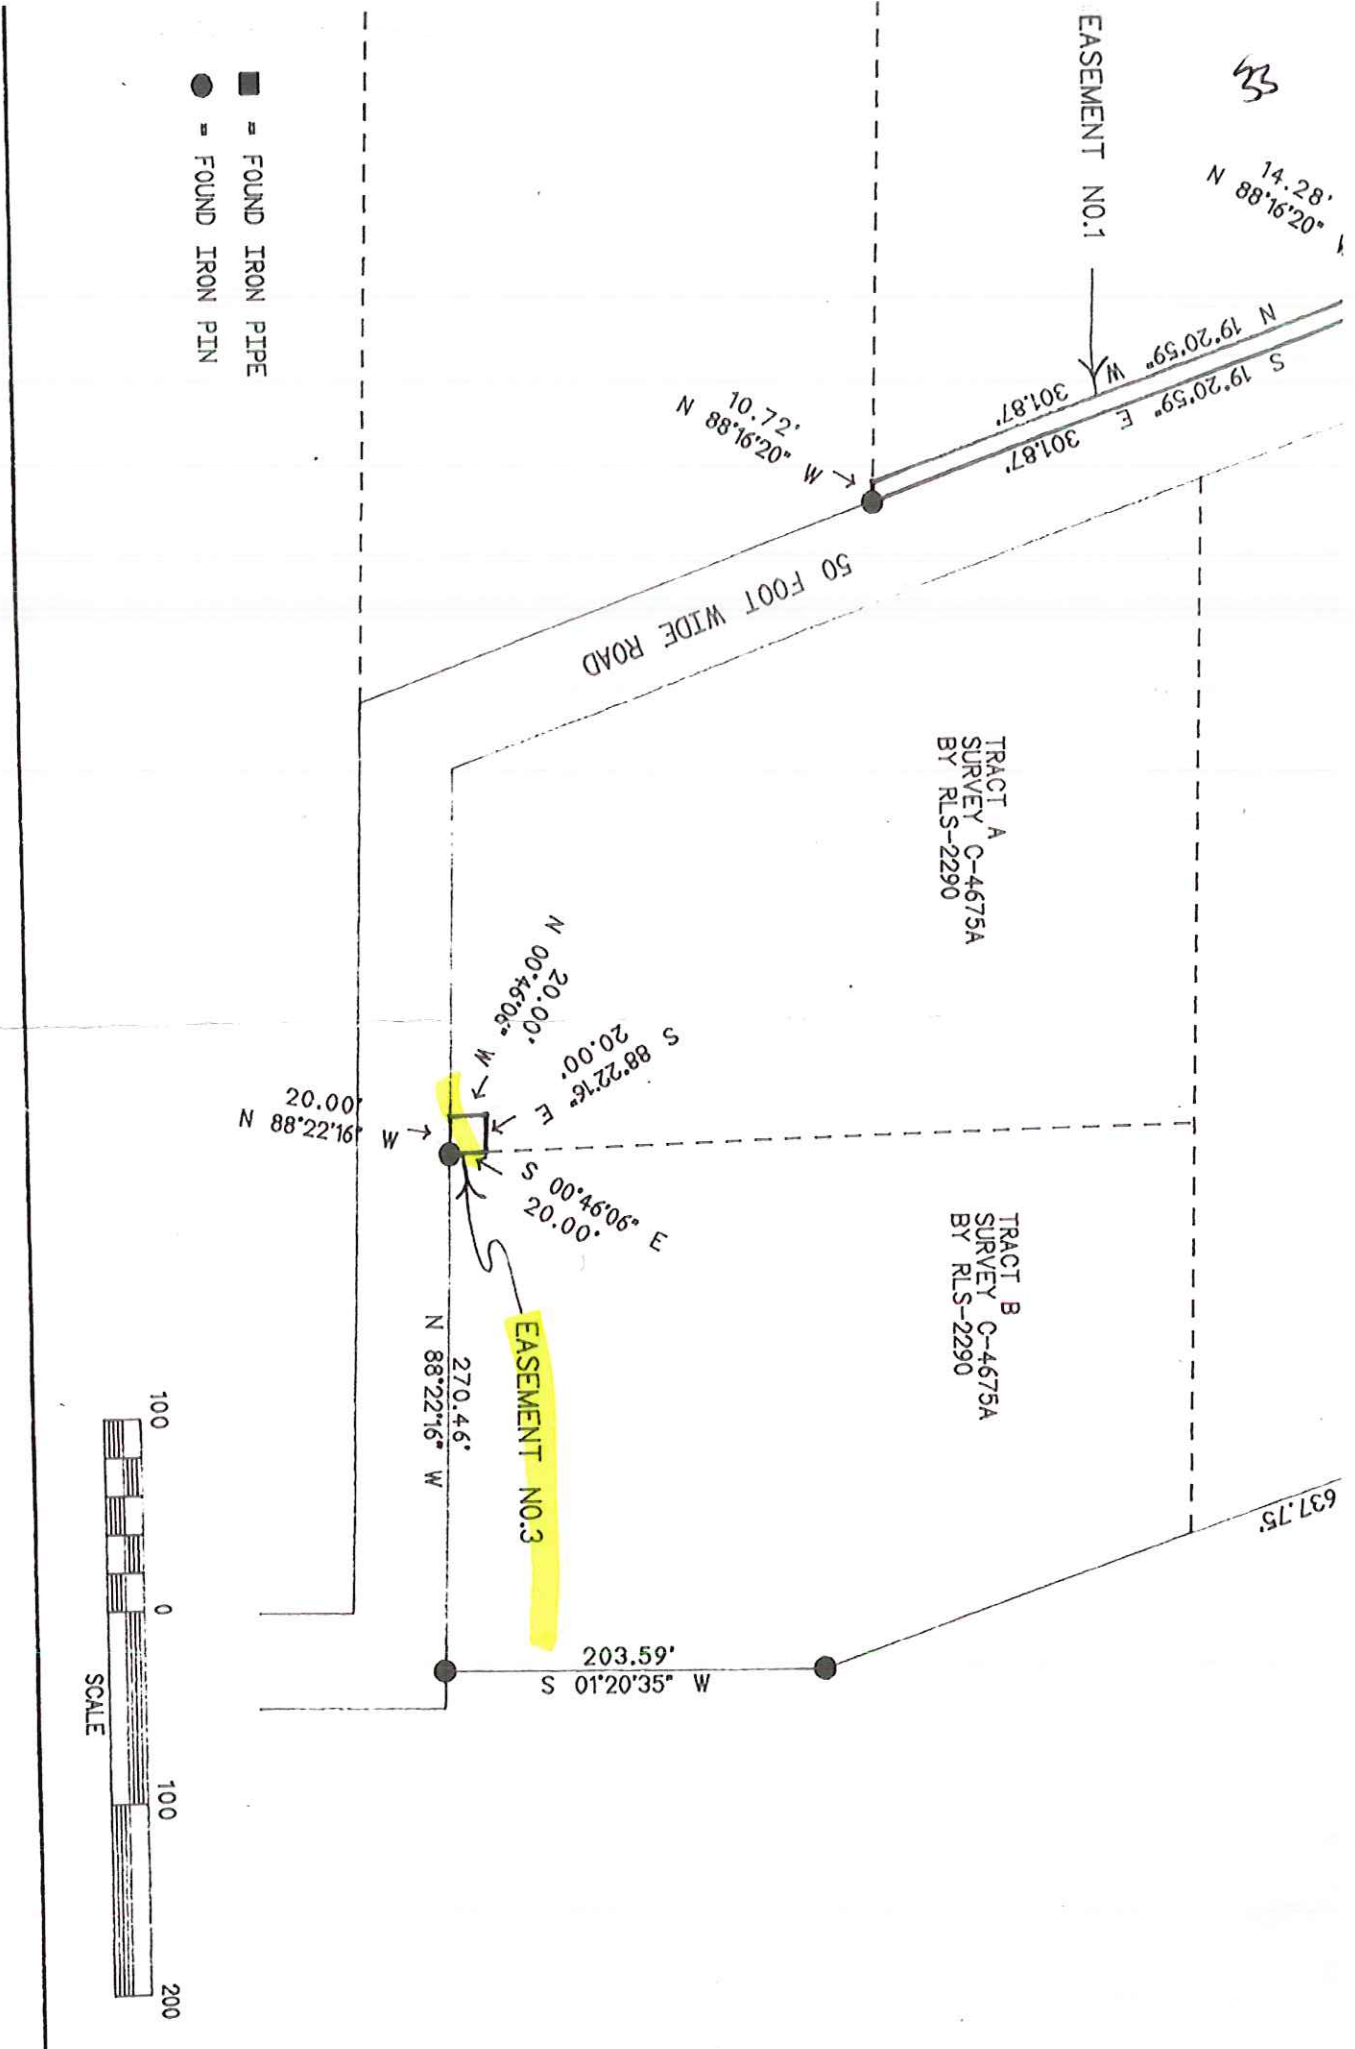 33
14.28'
N 88°16'20"
EASEMENT NO.1
N 19°20'59" W 301.87'
S 19°20'59" E 301.87'
10.72'
N 88°16'20" W
50 FOOT WIDE ROAD
TRACT A
SURVEY C-4675A
BY RLS-2290
20.00'
N 00°46'06" W
S 88°22'16" E
20.00'
20.00'
N 88°22'16" W
S 00°46'06" E
20.00'
TRACT B
SURVEY C-4675A
BY RLS-2290
EASEMENT NO.3
270.46'
N 88°22'16" W
637.75'
203.59'
S 01°20'35" W
■ = FOUND IRON PIPE
● = FOUND IRON PIN
100 0 100 200
SCALE